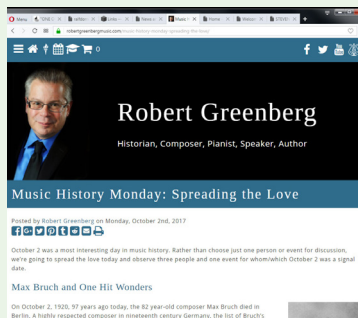 Menu
robertgreenbergmusic.com/music-history-monday-spreading-the-love/
0
Robert Greenberg
Historian, Composer, Pianist, Speaker, Author
Music History Monday: Spreading the Love
Posted by Robert Greenberg on Monday, October 2nd, 2017
October 2 was a most interesting day in music history. Rather than choose just one person or event for discussion,
we're going to spread the love today and observe three people and one event for whom/which October 2 was a signal
date.
Max Bruch and One Hit Wonders
On October 2, 1920, 97 years ago today, the 82 year-old composer Max Bruch died in
Berlin. A highly respected composer in nineteenth century Germany, the list of Bruch's